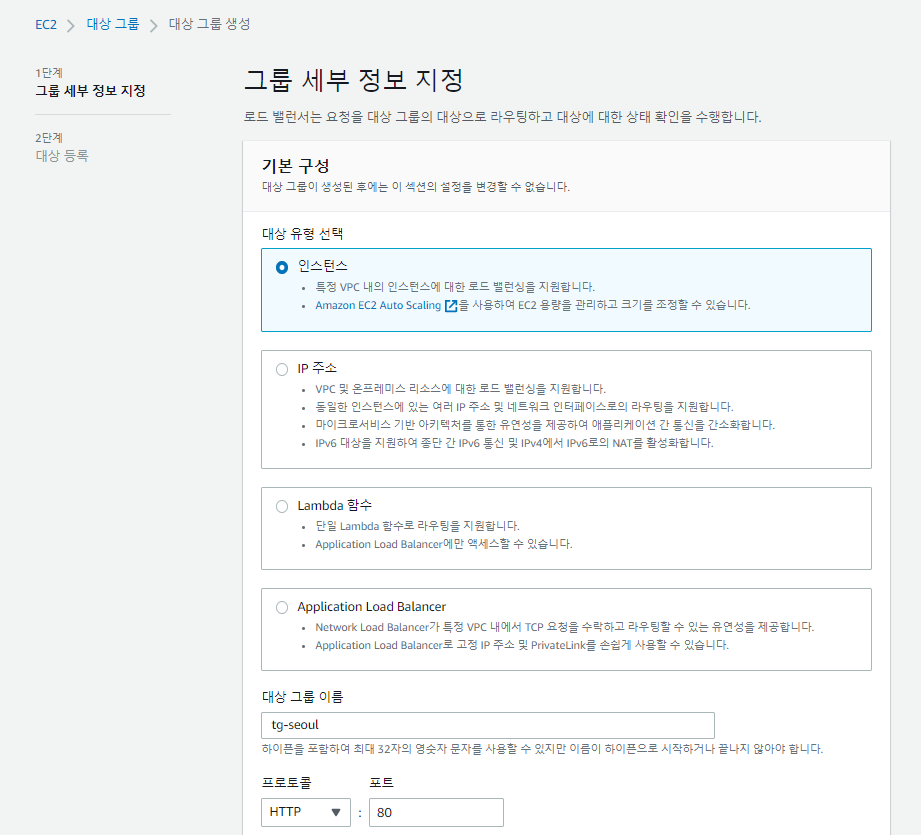 EC2 > 대상 그룹 > 대상 그룹 생성
1단계
그룹 세부 정보 지정
2단계
대상 등록
그룹 세부 정보 지정
로드 밸런서는 요청을 대상 그룹의 대상으로 라우팅하고 대상에 대한 상태 확인을 수행합니다.
기본 구성
대상 그룹이 생성된 후에는 이 섹션의 설정을 변경할 수 없습니다.
대상 유형 선택
인스턴스
• 특정 VPC 내의 인스턴스에 대한 로드 밸런싱을 지원합니다.
• Amazon EC2 Auto Scaling을 사용하여 EC2 용량을 관리하고 크기를 조정할 수 있습니다.
IP 주소
• VPC 및 온프레미스 리소스에 대한 로드 밸런싱을 지원합니다.
• 동일한 인스턴스에 있는 여러 IP 주소 및 네트워크 인터페이스로의 라우팅을 지원합니다.
• 마이크로서비스 기반 아키텍처를 통한 유연성을 제공하여 애플리케이션 간 통신을 간소화합니다.
• IPv6 대상을 지원하여 종단 간 IPv6 통신 및 IPv4에서 IPv6로의 NAT를 활성화합니다.
Lambda 함수
• 단일 Lambda 함수로 라우팅을 지원합니다.
• Application Load Balancer에만 액세스할 수 있습니다.
Application Load Balancer
• Network Load Balancer가 특정 VPC 내에서 TCP 요청을 수락하고 라우팅할 수 있는 유연성을 제공합니다.
• Application Load Balancer로 고정 IP 주소 및 PrivateLink를 손쉽게 사용할 수 있습니다.
대상 그룹 이름
tg-seoul
하이픈을 포함하여 최대 32자의 영숫자 문자를 사용할 수 있지만 이름이 하이픈으로 시작하거나 끝나지 않아야 합니다.
프로토콜 포트
HTTP : 80